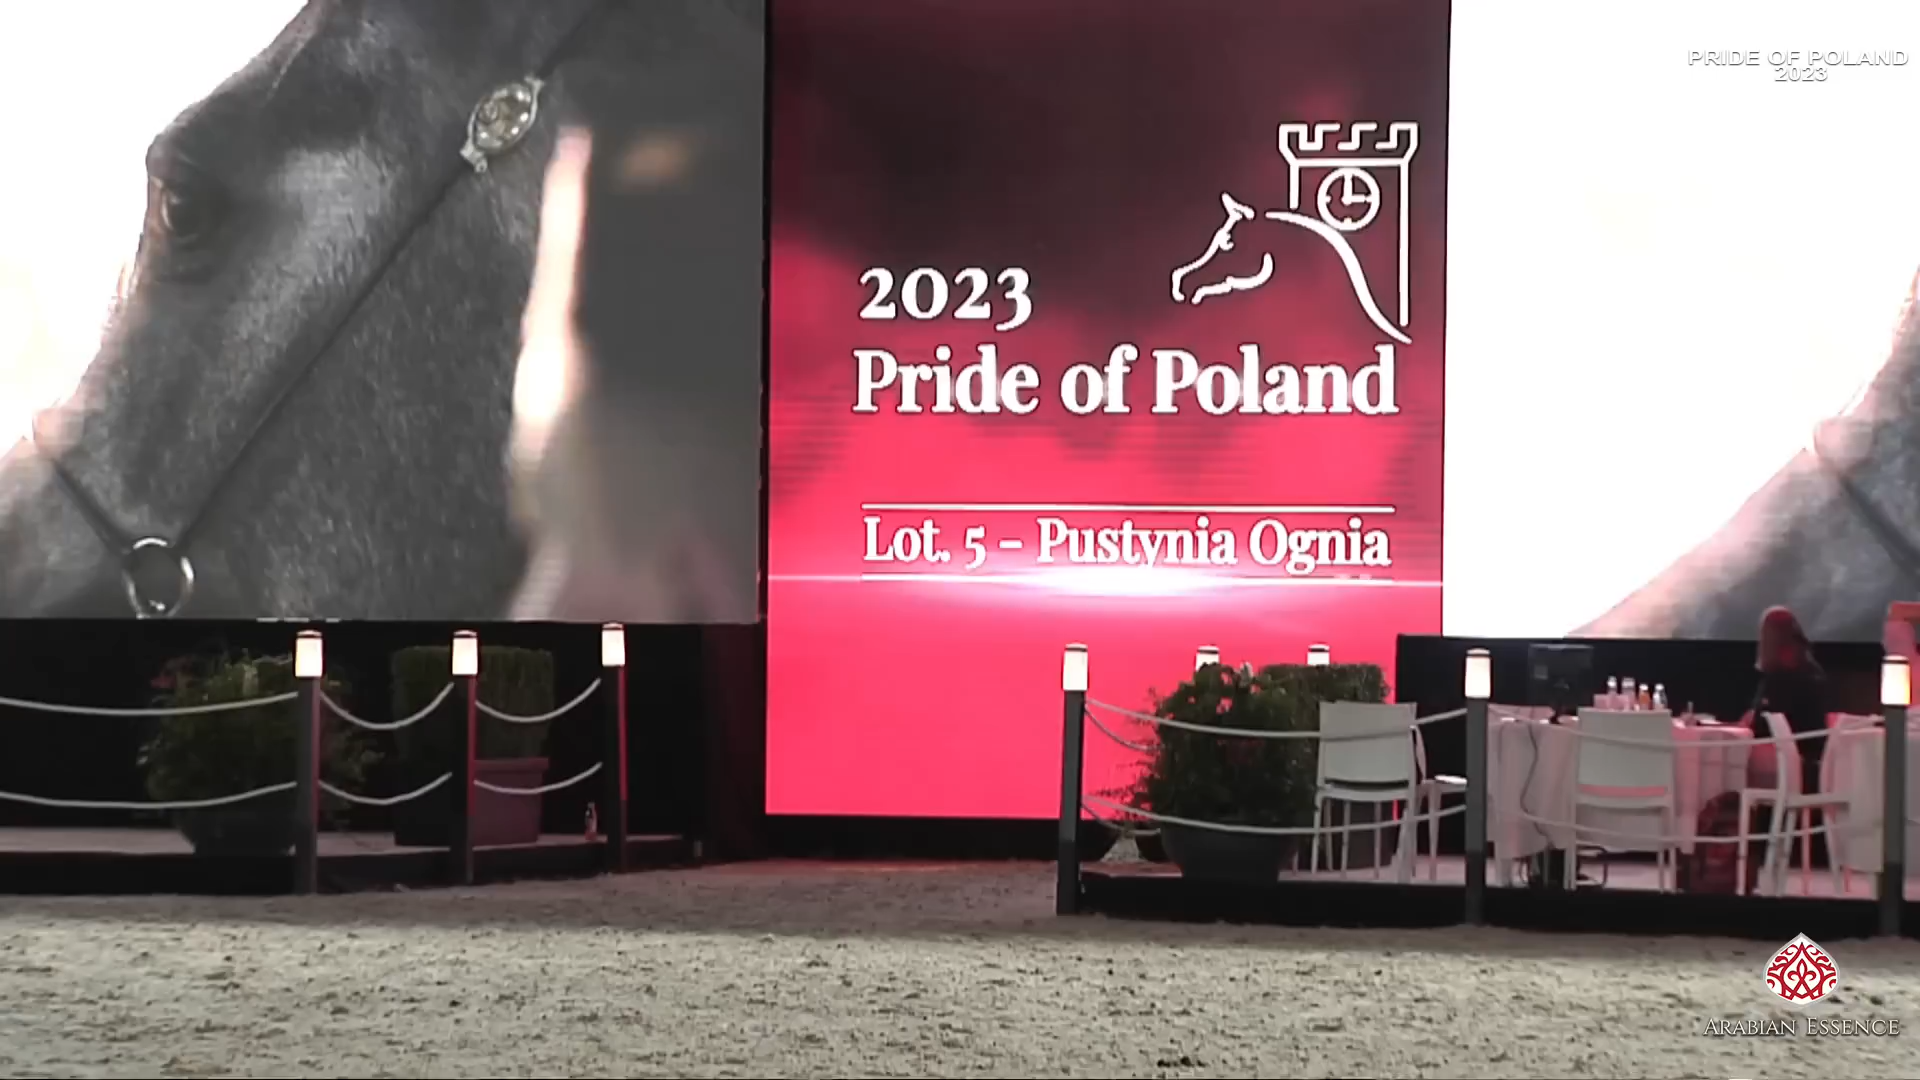 PRIDE OF POLAND
2023
2023
Pride of Poland
Lot. 5 - Pustynia Ognia
ARABIAN ESSENCE